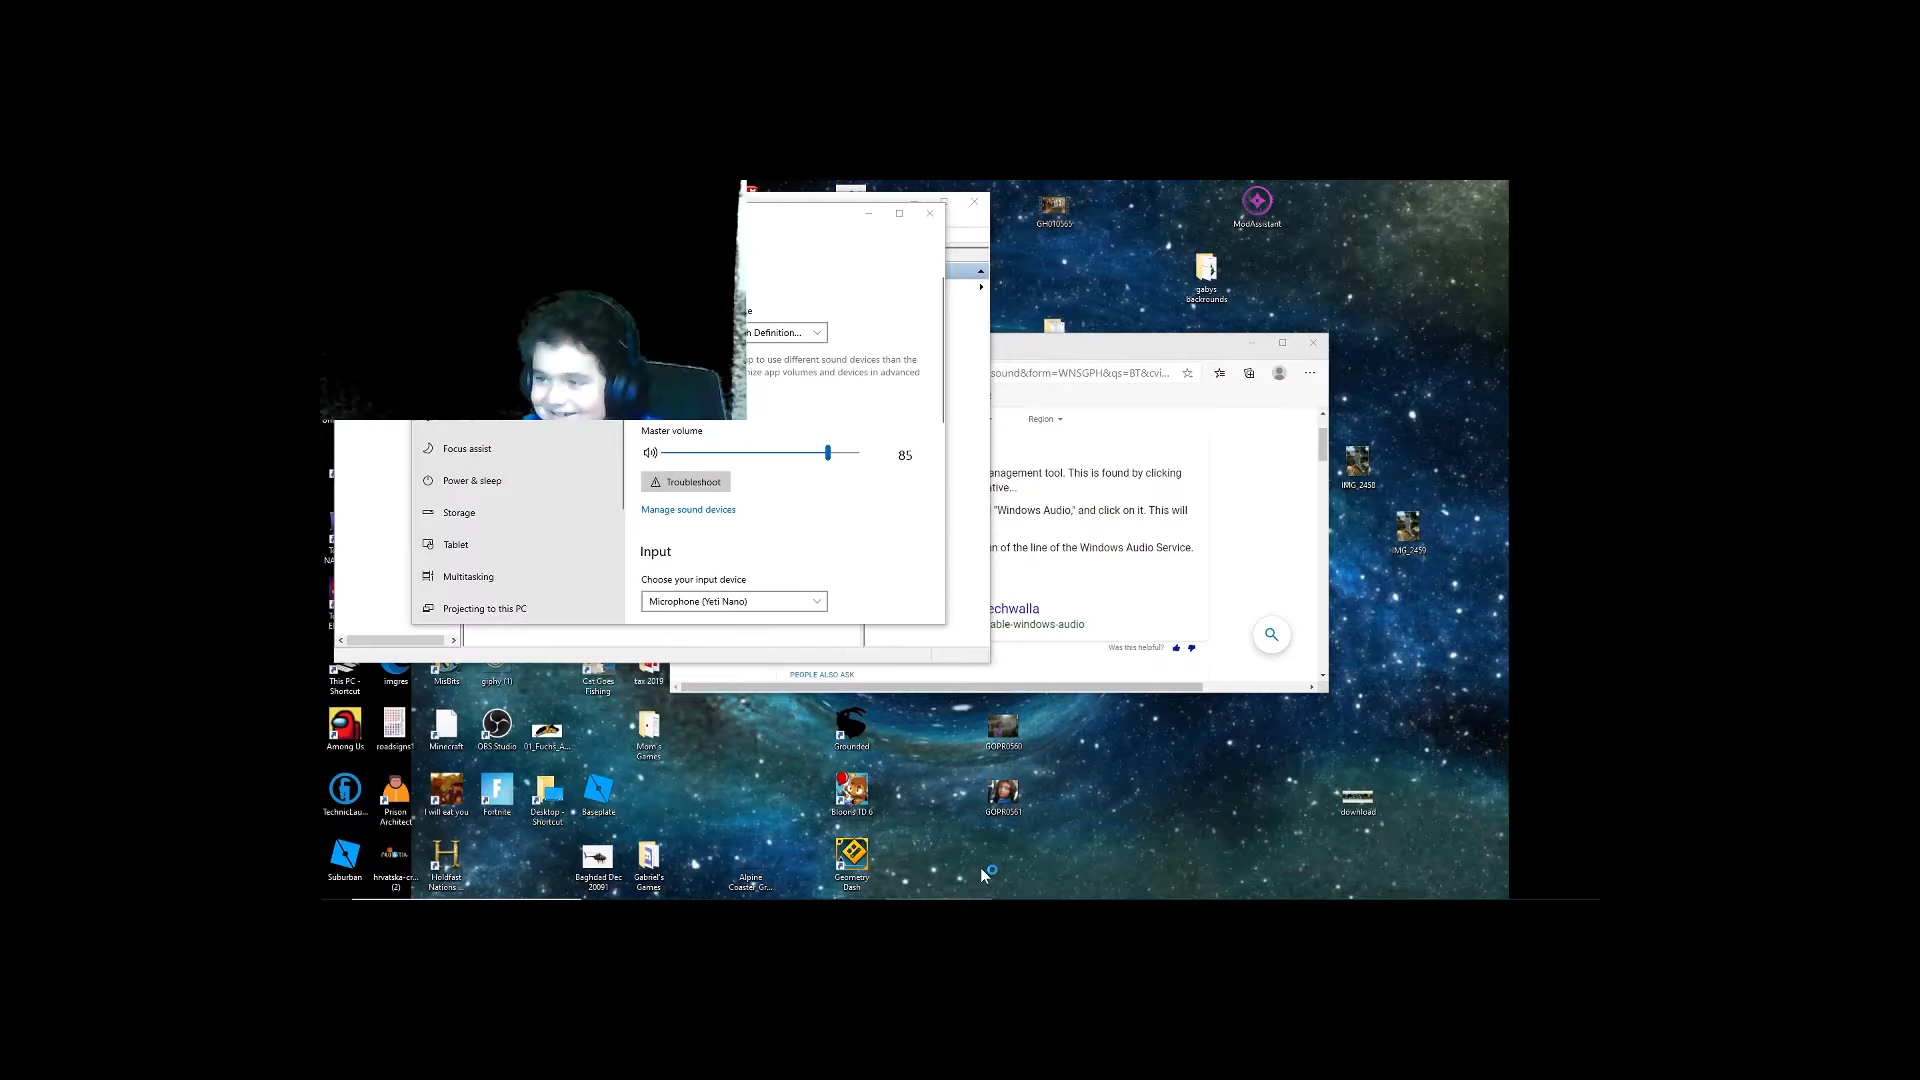 GH010565
ModAssistant
gabys
backrounds
n Definition...
p to use different sound devices than the
nize app volumes and devices in advanced
Master volume
85
Troubleshoot
Manage sound devices
Input
Choose your input device
Microphone (Yeti Nano)
Focus assist
Power & sleep
Storage
Tablet
Multitasking
Projecting to this PC
sound&form=WNSGPH&qs=BT&cvi...
Region
anagement tool. This is found by clicking
tive...
"Windows Audio," and click on it. This will
n of the line of the Windows Audio Service.
echwalla
able-windows-audio
Was this helpful?
PEOPLE ALSO ASK
IMG_2458
IMG_2459
This PC -
Shortcut
imgres
MisBits
giphy (1)
Cat Goes
Fishing
tax 2019
Among Us
roadsigns1
Minecraft
OBS Studio
01_Fuchs_A...
Mom's
Games
Grounded
GOPR0560
TechnicLau...
Prison
Architect
I will eat you
Fortnite
Desktop -
Shortcut
Baseplate
Bloons TD 6
GOPR0561
download
Suburban
hrvatska-cr...
(2)
Holdfast
Nations ...
Baghdad Dec
20091
Gabriel's
Games
Alpine
Coaster_Gr...
Geometry
Dash